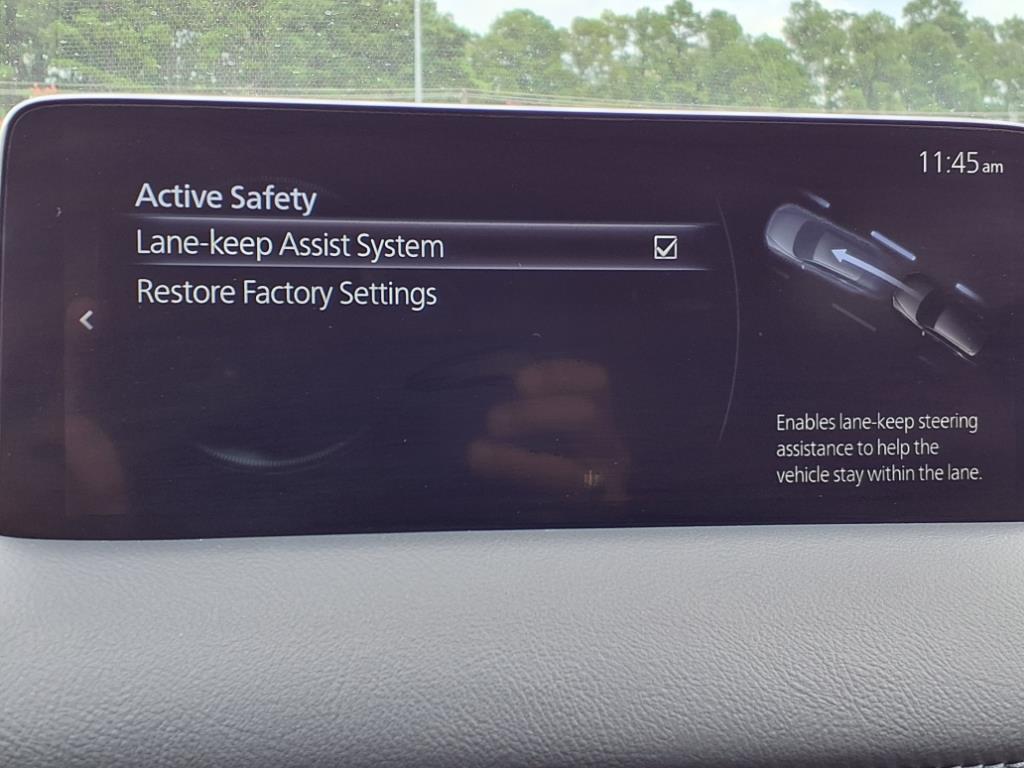 11:45am
Active Safety
Lane-keep Assist System
Restore Factory Settings
Enables lane-keep steering
assistance to help the
vehicle stay within the lane.